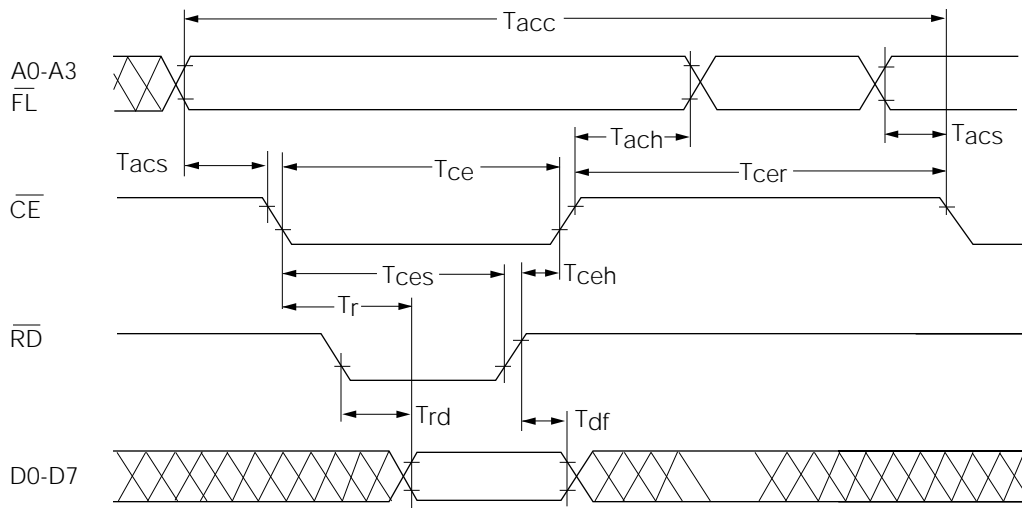 Tacc
A0-A3
FL
Tacs
Tach
Tacs
Tce
Tcer
CE
Tces
Tceh
Tr
RD
Trd
Tdf
D0-D7